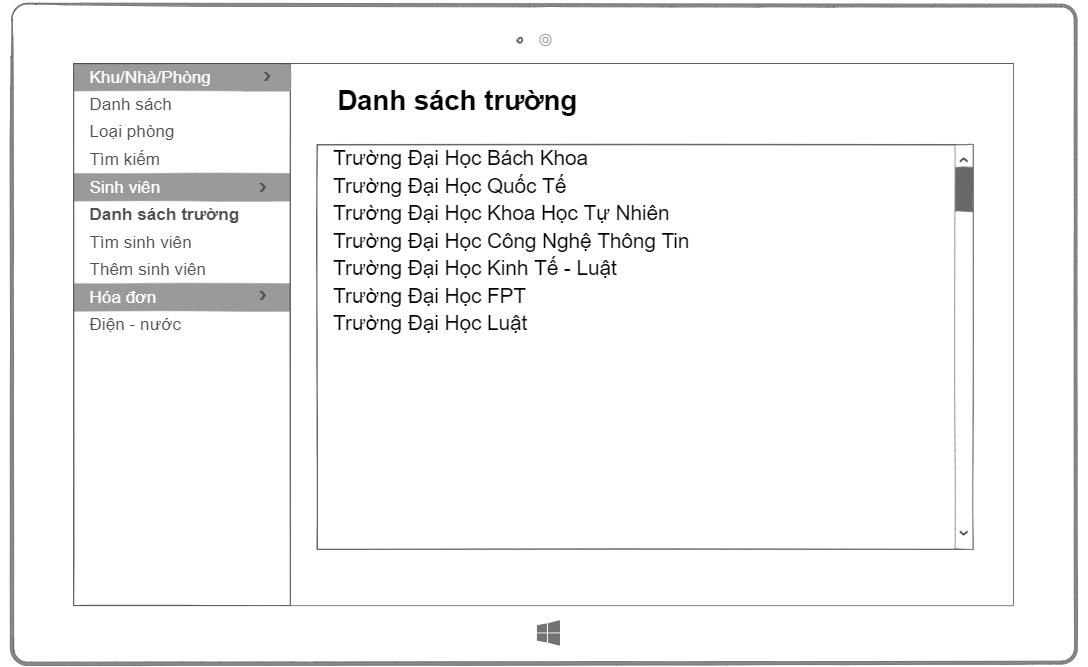 Khu/Nhà/Phòng
Danh sách
Loại phòng
Tìm kiếm
Sinh viên
Danh sách trường
Tìm sinh viên
Thêm sinh viên
Hóa đơn
Điện - nước
Danh sách trường
Trường Đại Học Bách Khoa
Trường Đại Học Quốc Tế
Trường Đại Học Khoa Học Tự Nhiên
Trường Đại Học Công Nghệ Thông Tin
Trường Đại Học Kinh Tế - Luật
Trường Đại Học FPT
Trường Đại Học Luật